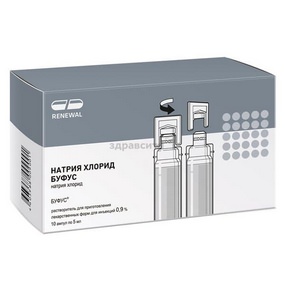 RENEWAL
здравсити
НАТРИЯ ХЛОРИД
БУФУС
натрия хлорид
БУФУС®
растворитель для приготовления
лекарственных форм для инъекций 0,9 %
10 ампул по 5 мл